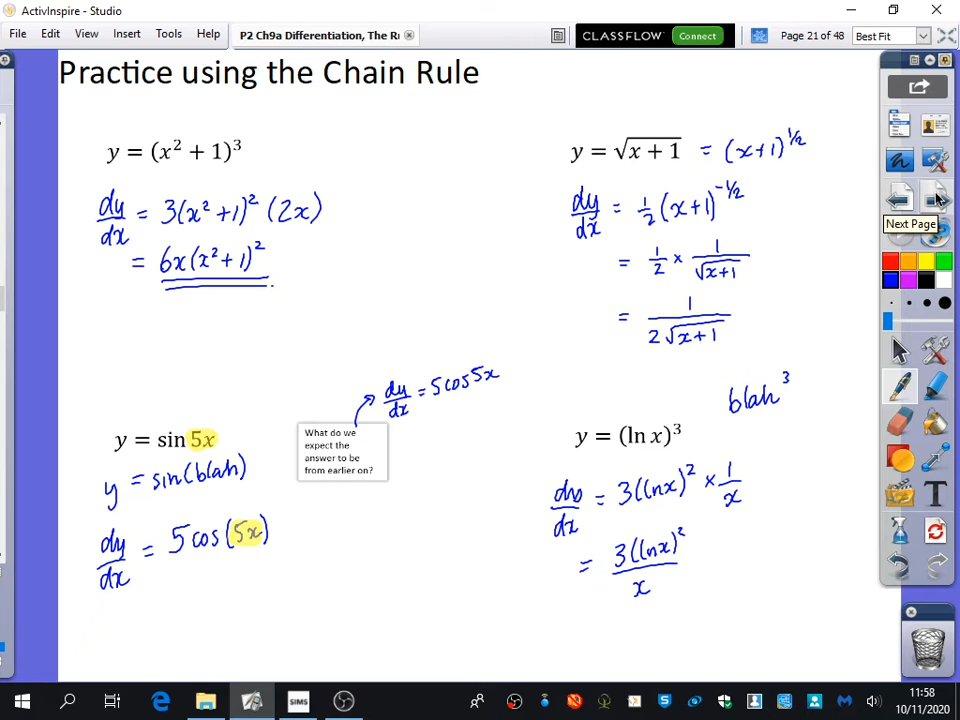 ActivInspire - Studio
File Edit View Insert Tools Help
P2 Ch9a Differentiation, The Ru
CLASSFLOW Connect
Page 21 of 48
Best Fit
Next Page
Practice using the Chain Rule
y = (x² + 1)³
dy/dx = 3(x² + 1)² (2x)
= 6x(x² + 1)²
y = √(x + 1) = (x+1)^½
dy/dx = ½(x+1)^-½
= ½ × 1/√(x+1)
= 1/(2√(x+1))
y = sin 5x
y = sin(blah)
dy/dx = 5cos(5x)
What do we
expect the
answer to be
from earlier on?
dy/dx = 5cos5x
blah³
y = (ln x)³
dy/dx = 3(lnx)² × 1/x
= 3(lnx)²/x
SIMS
11:58
10/11/2020